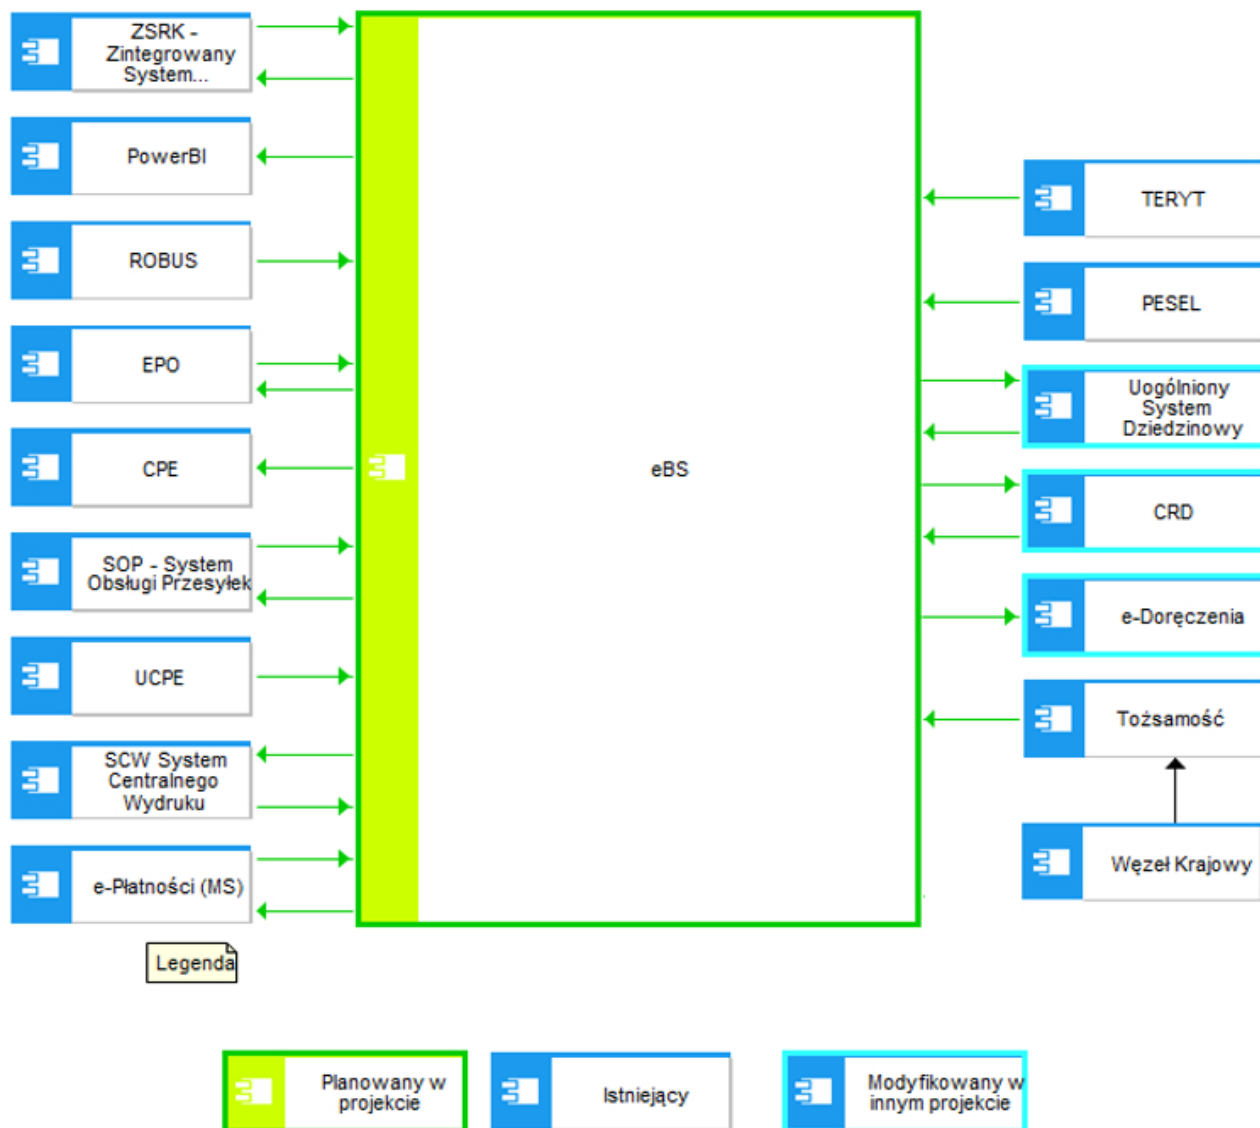 ZSRK -
Zintegrowany
System...
PowerBI
ROBUS
EPO
CPE
SOP - System
Obsługi Przesyłek
UCPE
SCW System
Centralnego
Wydruku
e-Płatności (MS)
eBS
TERYT
PESEL
Uogólniony
System
Dziedzinowy
CRD
e-Doręczenia
Tożsamość
Węzeł Krajowy
Legenda
Planowany w
projekcie
Istniejący
Modyfikowany w
innym projekcie